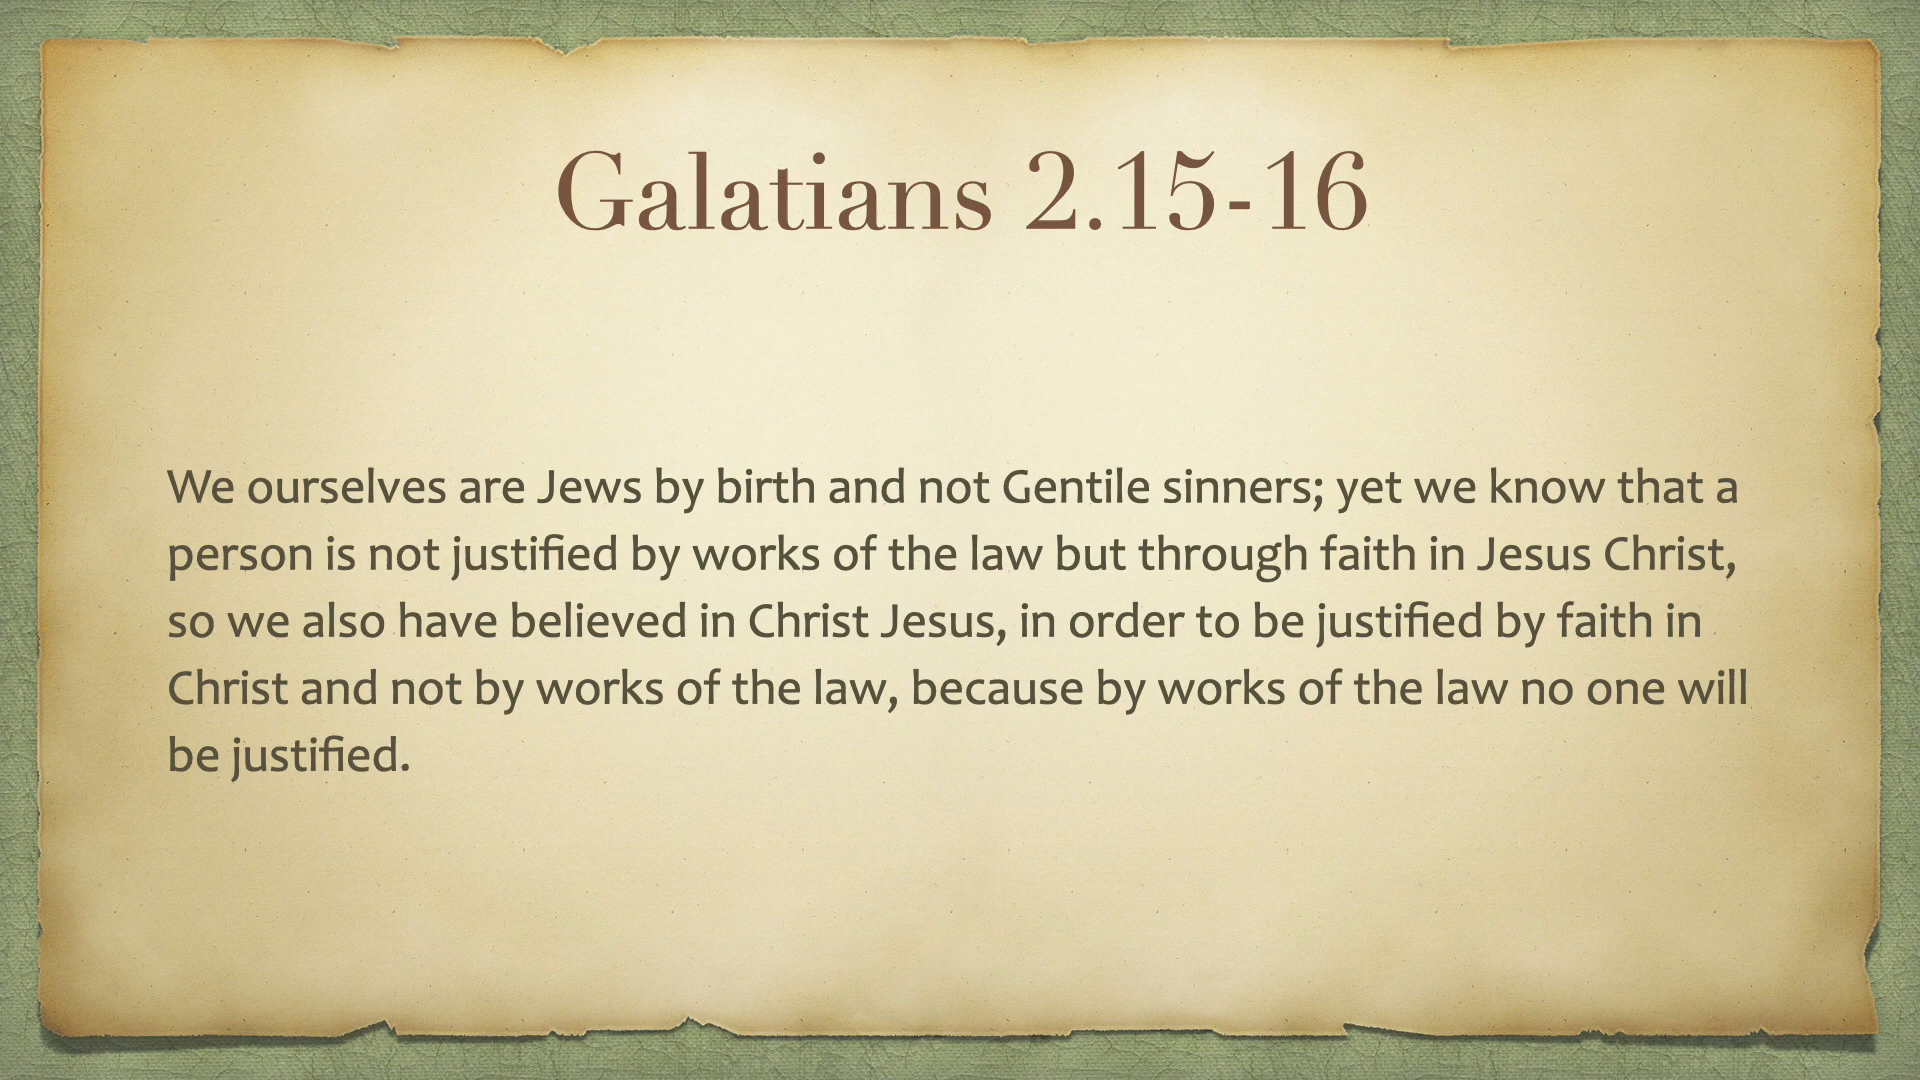 Galatians 2.15-16
We ourselves are Jews by birth and not Gentile sinners; yet we know that a
person is not justified by works of the law but through faith in Jesus Christ,
so we also have believed in Christ Jesus, in order to be justified by faith in
Christ and not by works of the law, because by works of the law no one will
be justified.